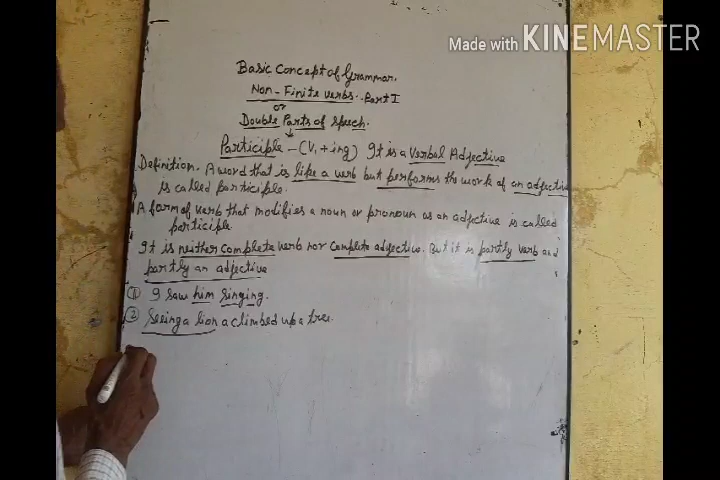 Made with KINEMASTER
Basic Concept of Grammar.
Non-Finite verbs. Part I
or
Double Parts of Speech.
Participle - (V₁ + ing) It is a Verbal Adjective
Definition. A word that is like a verb but performs the work of an adjective
is called participle.
A form of verb that modifies a noun or pronoun as an adjective is called
participle
It is neither complete verb nor complete adjective. But it is partly verb and
partly an adjective
① I saw him singing.
② Seeing a lion a climbed up a tree.